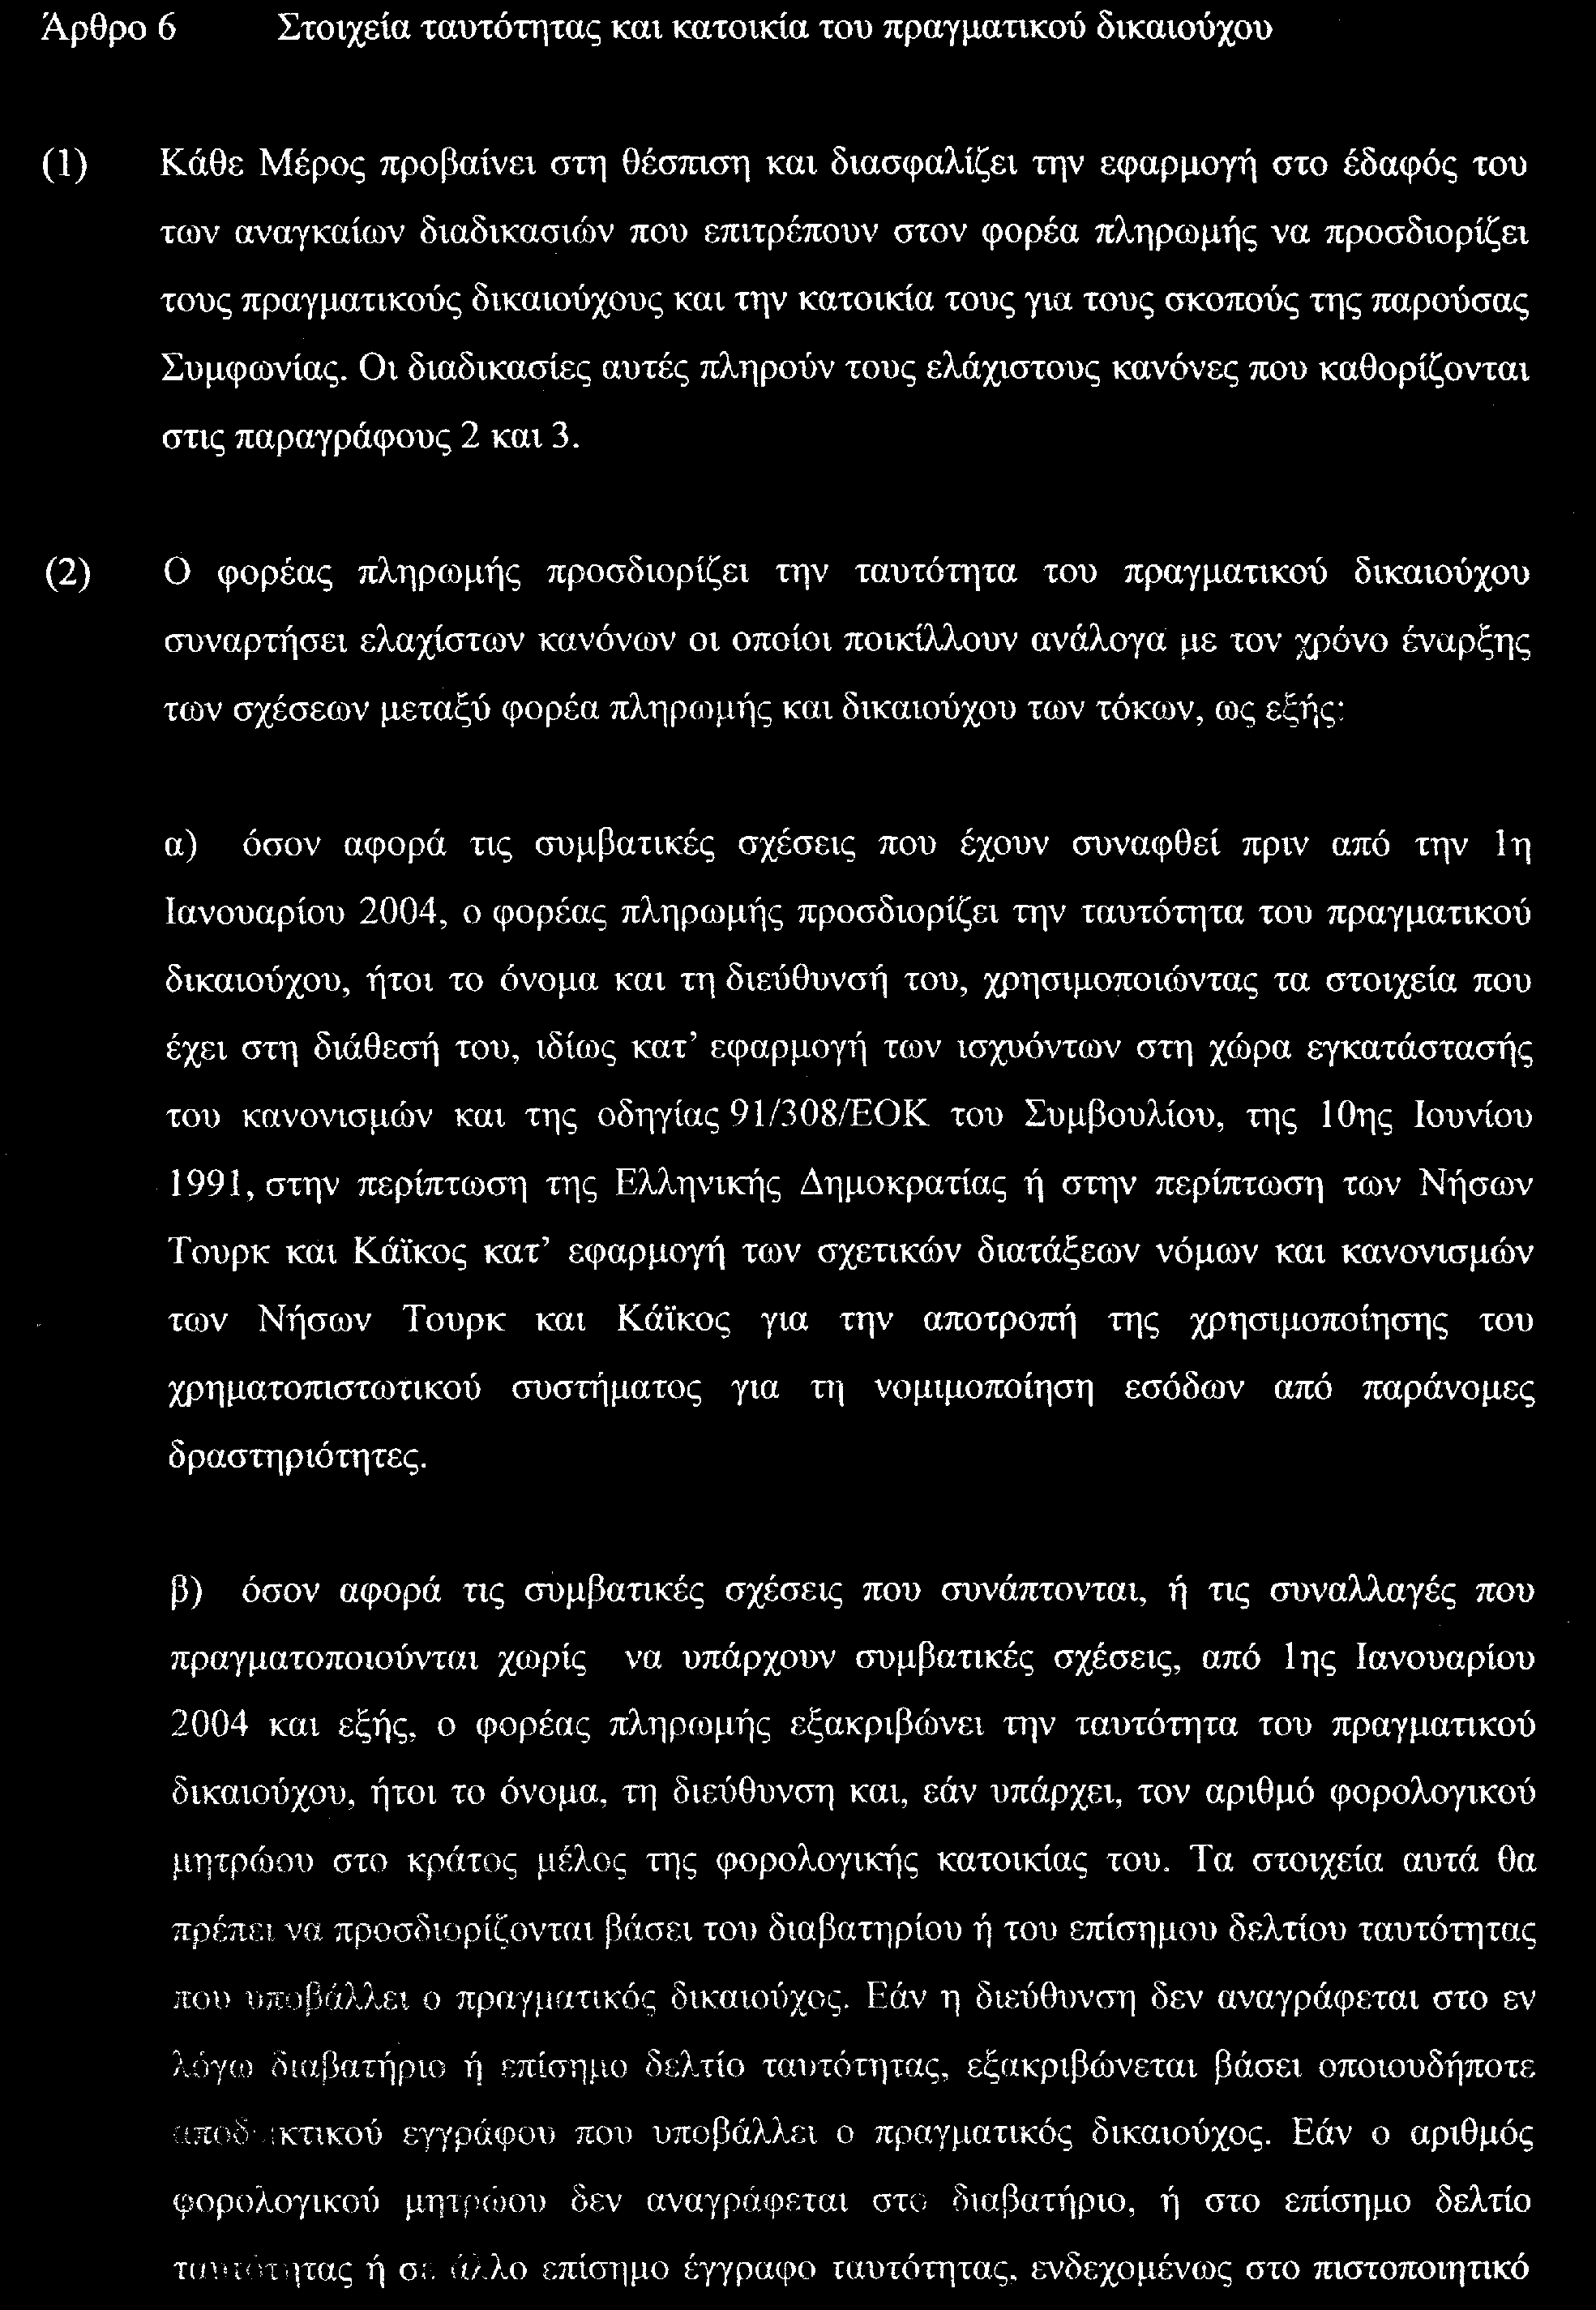 Άρθρο 6 Στοιχεία ταυτότητας και κατοικία του πραγματικού δικαιούχου
(1) Κάθε Μέρος προβαίνει στη θέσπιση και διασφαλίζει την εφαρμογή στο έδαφός του
των αναγκαίων διαδικασιών που επιτρέπουν στον φορέα πληρωμής να προσδιορίζει
τους πραγματικούς δικαιούχους και την κατοικία τους για τους σκοπούς της παρούσας
Συμφωνίας. Οι διαδικασίες αυτές πληρούν τους ελάχιστους κανόνες που καθορίζονται
στις παραγράφους 2 και 3.
(2) Ο φορέας πληρωμής προσδιορίζει την ταυτότητα του πραγματικού δικαιούχου
συναρτήσει ελαχίστων κανόνων οι οποίοι ποικίλλουν ανάλογα με τον χρόνο έναρξης
των σχέσεων μεταξύ φορέα πληρωμής και δικαιούχου των τόκων, ως εξής:
α) όσον αφορά τις συμβατικές σχέσεις που έχουν συναφθεί πριν από την 1η
Ιανουαρίου 2004, ο φορέας πληρωμής προσδιορίζει την ταυτότητα του πραγματικού
δικαιούχου, ήτοι το όνομα και τη διεύθυνσή του, χρησιμοποιώντας τα στοιχεία που
έχει στη διάθεσή του, ιδίως κατ’ εφαρμογή των ισχυόντων στη χώρα εγκατάστασής
του κανονισμών και της οδηγίας 91/308/ΕΟΚ του Συμβουλίου, της 10ης Ιουνίου
1991, στην περίπτωση της Ελληνικής Δημοκρατίας ή στην περίπτωση των Νήσων
Τουρκ και Κάϊκος κατ’ εφαρμογή των σχετικών διατάξεων νόμων και κανονισμών
των Νήσων Τουρκ και Κάϊκος για την αποτροπή της χρησιμοποίησης του
χρηματοπιστωτικού συστήματος για τη νομιμοποίηση εσόδων από παράνομες
δραστηριότητες.
β) όσον αφορά τις συμβατικές σχέσεις που συνάπτονται, ή τις συναλλαγές που
πραγματοποιούνται χωρίς να υπάρχουν συμβατικές σχέσεις, από 1ης Ιανουαρίου
2004 και εξής, ο φορέας πληρωμής εξακριβώνει την ταυτότητα του πραγματικού
δικαιούχου, ήτοι το όνομα, τη διεύθυνση και, εάν υπάρχει, τον αριθμό φορολογικού
μητρώου στο κράτος μέλος της φορολογικής κατοικίας του. Τα στοιχεία αυτά θα
πρέπει να προσδιορίζονται βάσει του διαβατηρίου ή του επίσημου δελτίου ταυτότητας
που υποβάλλει ο πραγματικός δικαιούχος. Εάν η διεύθυνση δεν αναγράφεται στο εν
λόγω διαβατήριο ή επίσημο δελτίο ταυτότητας, εξακριβώνεται βάσει οποιουδήποτε
αποδεικτικού εγγράφου που υποβάλλει ο πραγματικός δικαιούχος. Εάν ο αριθμός
φορολογικού μητρώου δεν αναγράφεται στο διαβατήριο, ή στο επίσημο δελτίο
ταυτότητας ή σε άλλο επίσημο έγγραφο ταυτότητας, ενδεχομένως στο πιστοποιητικό